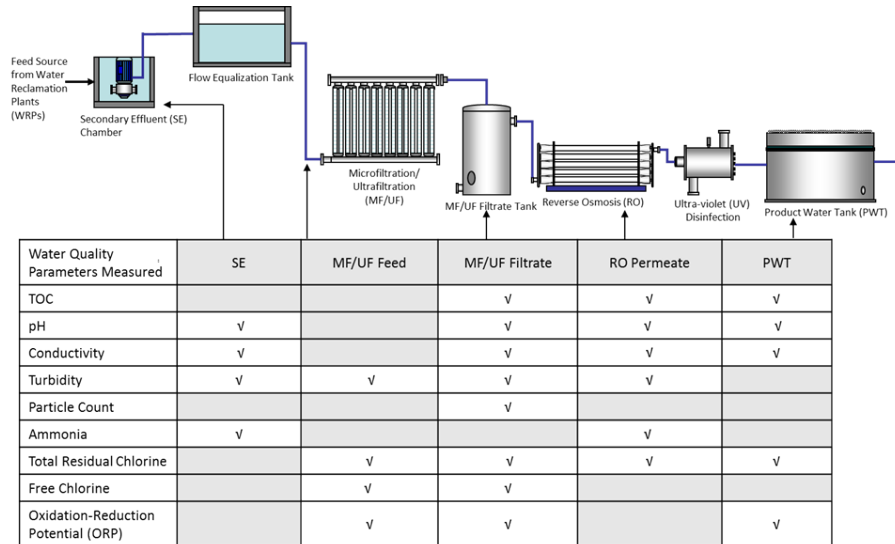 Feed Source
from Water
Reclamation
Plants
(WRPs)
Secondary Effluent (SE)
Chamber
Flow Equalization Tank
Microfiltration/
Ultrafiltration
(MF/UF)
MF/UF Filtrate Tank
Reverse Osmosis (RO)
Ultra-violet (UV)
Disinfection
Product Water Tank (PWT)
Water Quality
Parameters Measured SE MF/UF Feed MF/UF Filtrate RO Permeate PWT
TOC √ √ √
pH √ √ √ √
Conductivity √ √ √ √
Turbidity √ √ √ √
Particle Count √
Ammonia √ √
Total Residual Chlorine √ √ √ √
Free Chlorine √ √
Oxidation-Reduction
Potential (ORP) √ √ √